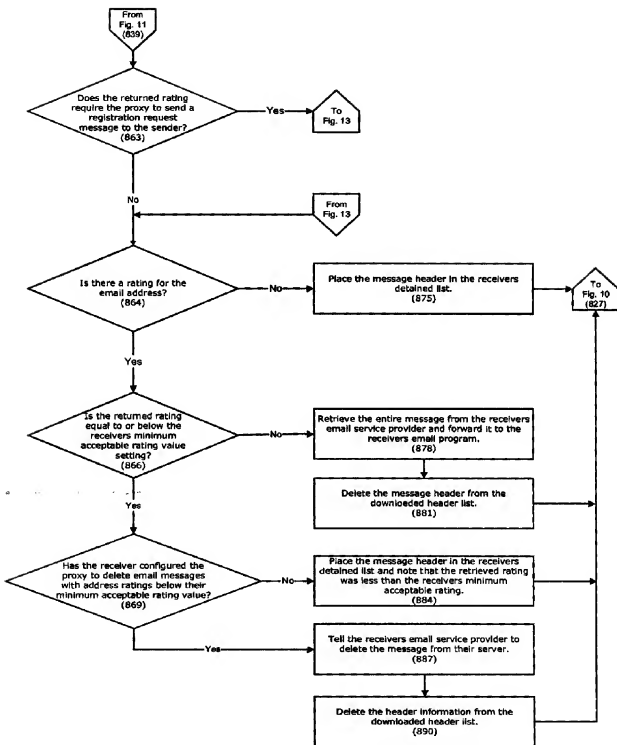 From
Fig. 11
(839)
Does the returned rating
require the proxy to send a
registration request
message to the sender?
(863)
Yes
To
Fig. 13
No
From
Fig. 13
Is there a rating for the
email address?
(864)
No
Place the message header in the receivers
detained list.
(875)
To
Fig. 10
(827)
Yes
Is the
returned rating
equal to or below the
receivers minimum
acceptable rating value
setting?
(866)
No
Retrieve the entire message from the receivers
email service provider and forward it to the
receivers email program.
(878)
Delete the message header from the
downloeded header list.
(881)
Yes
Has the receiver configured the
proxy to delete email messages
with address ratings below their
minimum acceptable rating value?
(869)
No
Place the message header in the receivers
detained list and note that the retrieved rating
was less than the receivers minimum
acceptable rating.
(884)
Yes
Tell the receivers email service provider to
delete the message from their server.
(887)
Delete the header information from the
downloaded header list.
(890)